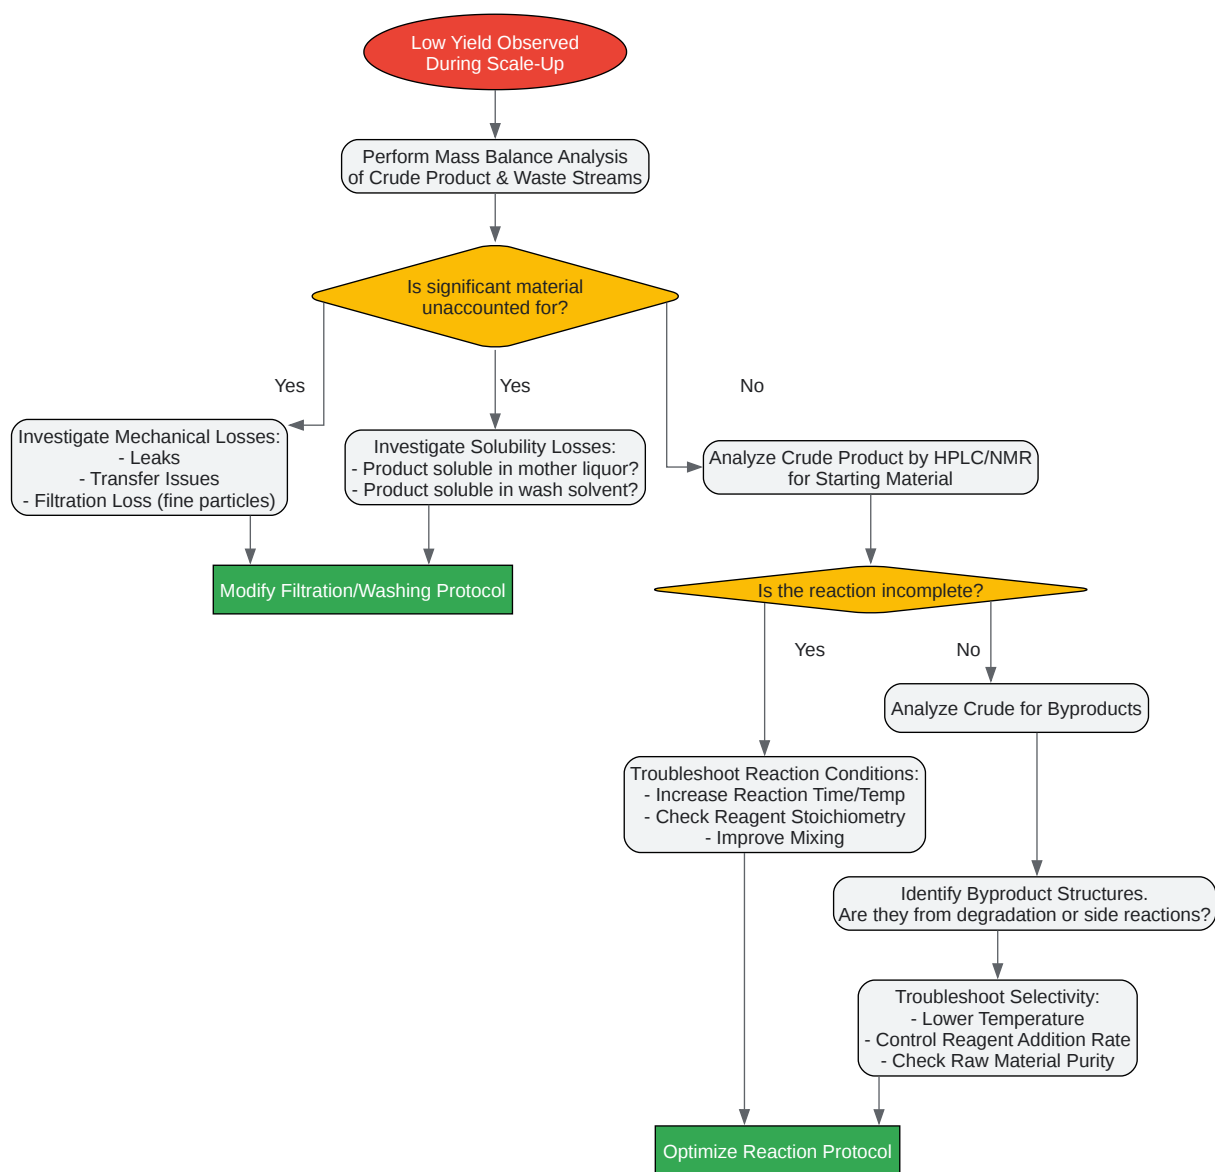 Low Yield Observed
During Scale-Up
Perform Mass Balance Analysis
of Crude Product & Waste Streams
Is significant material
unaccounted for?
Yes
Yes
No
Investigate Mechanical Losses:
- Leaks
- Transfer Issues
- Filtration Loss (fine particles)
Investigate Solubility Losses:
- Product soluble in mother liquor?
- Product soluble in wash solvent?
Analyze Crude Product by HPLC/NMR
for Starting Material
Modify Filtration/Washing Protocol
Is the reaction incomplete?
Yes
No
Analyze Crude for Byproducts
Troubleshoot Reaction Conditions:
- Increase Reaction Time/Temp
- Check Reagent Stoichiometry
- Improve Mixing
Identify Byproduct Structures.
Are they from degradation or side reactions?
Troubleshoot Selectivity:
- Lower Temperature
- Control Reagent Addition Rate
- Check Raw Material Purity
Optimize Reaction Protocol